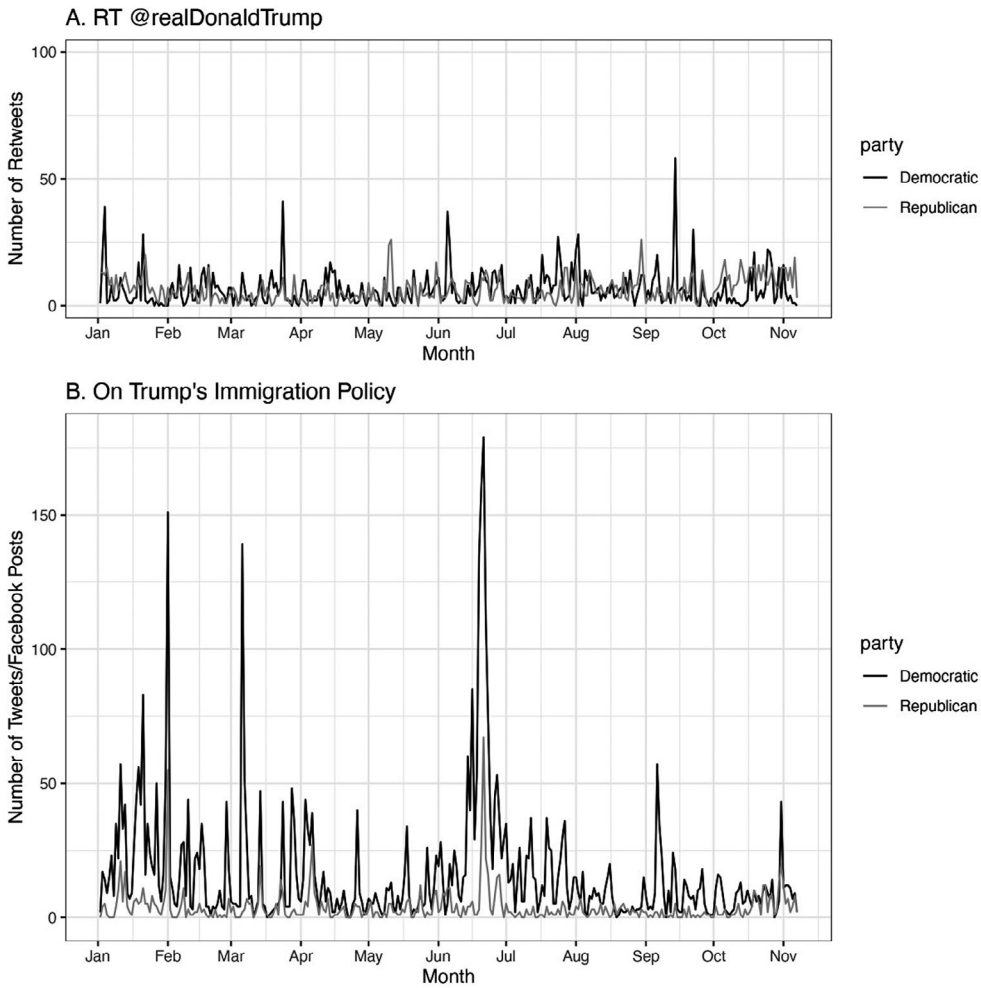 A. RT @realDonaldTrump
100
50
0
Number of Retweets
Jan Feb Mar Apr May Jun Jul Aug Sep Oct Nov
Month
party
Democratic
Republican
B. On Trump's Immigration Policy
150
100
50
0
Number of Tweets/Facebook Posts
Jan Feb Mar Apr May Jun Jul Aug Sep Oct Nov
Month
party
Democratic
Republican